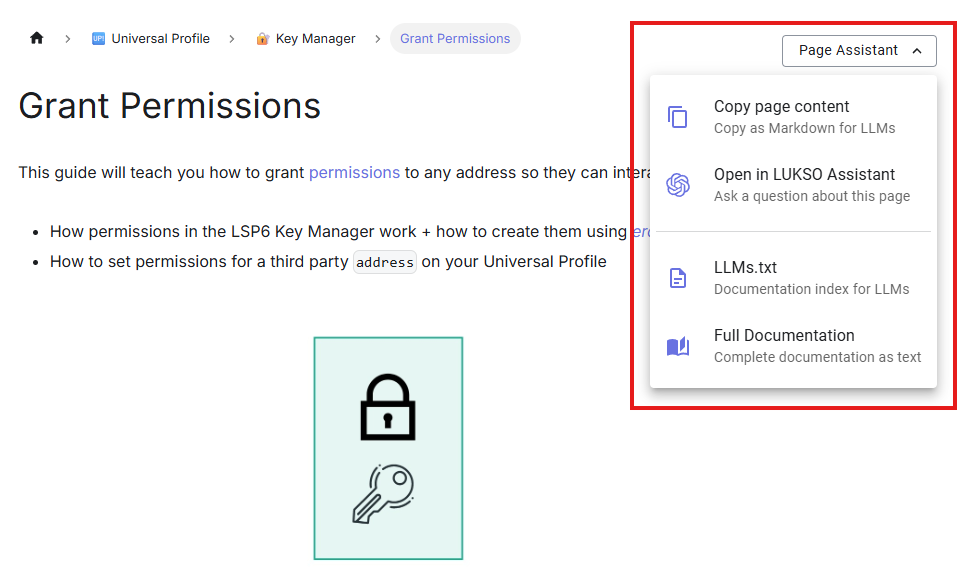 UP! Universal Profile > Key Manager > Grant Permissions
Page Assistant
Grant Permissions
This guide will teach you how to grant permissions to any address so they can
How permissions in the LSP6 Key Manager work + how to create them using
How to set permissions for a third party address on your Universal Profile
Copy page content
Copy as Markdown for LLMs
Open in LUKSO Assistant
Ask a question about this page
LLMs.txt
Documentation index for LLMs
Full Documentation
Complete documentation as text